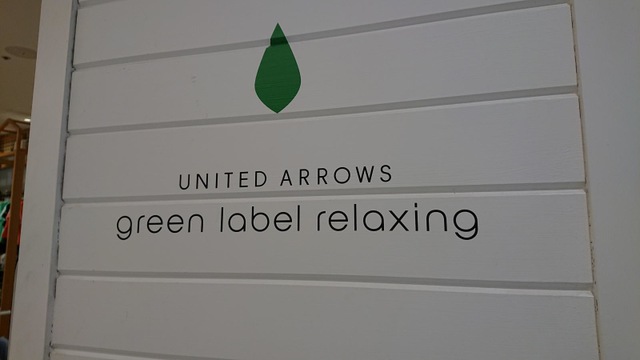 UNITED ARROWS
green label relaxing